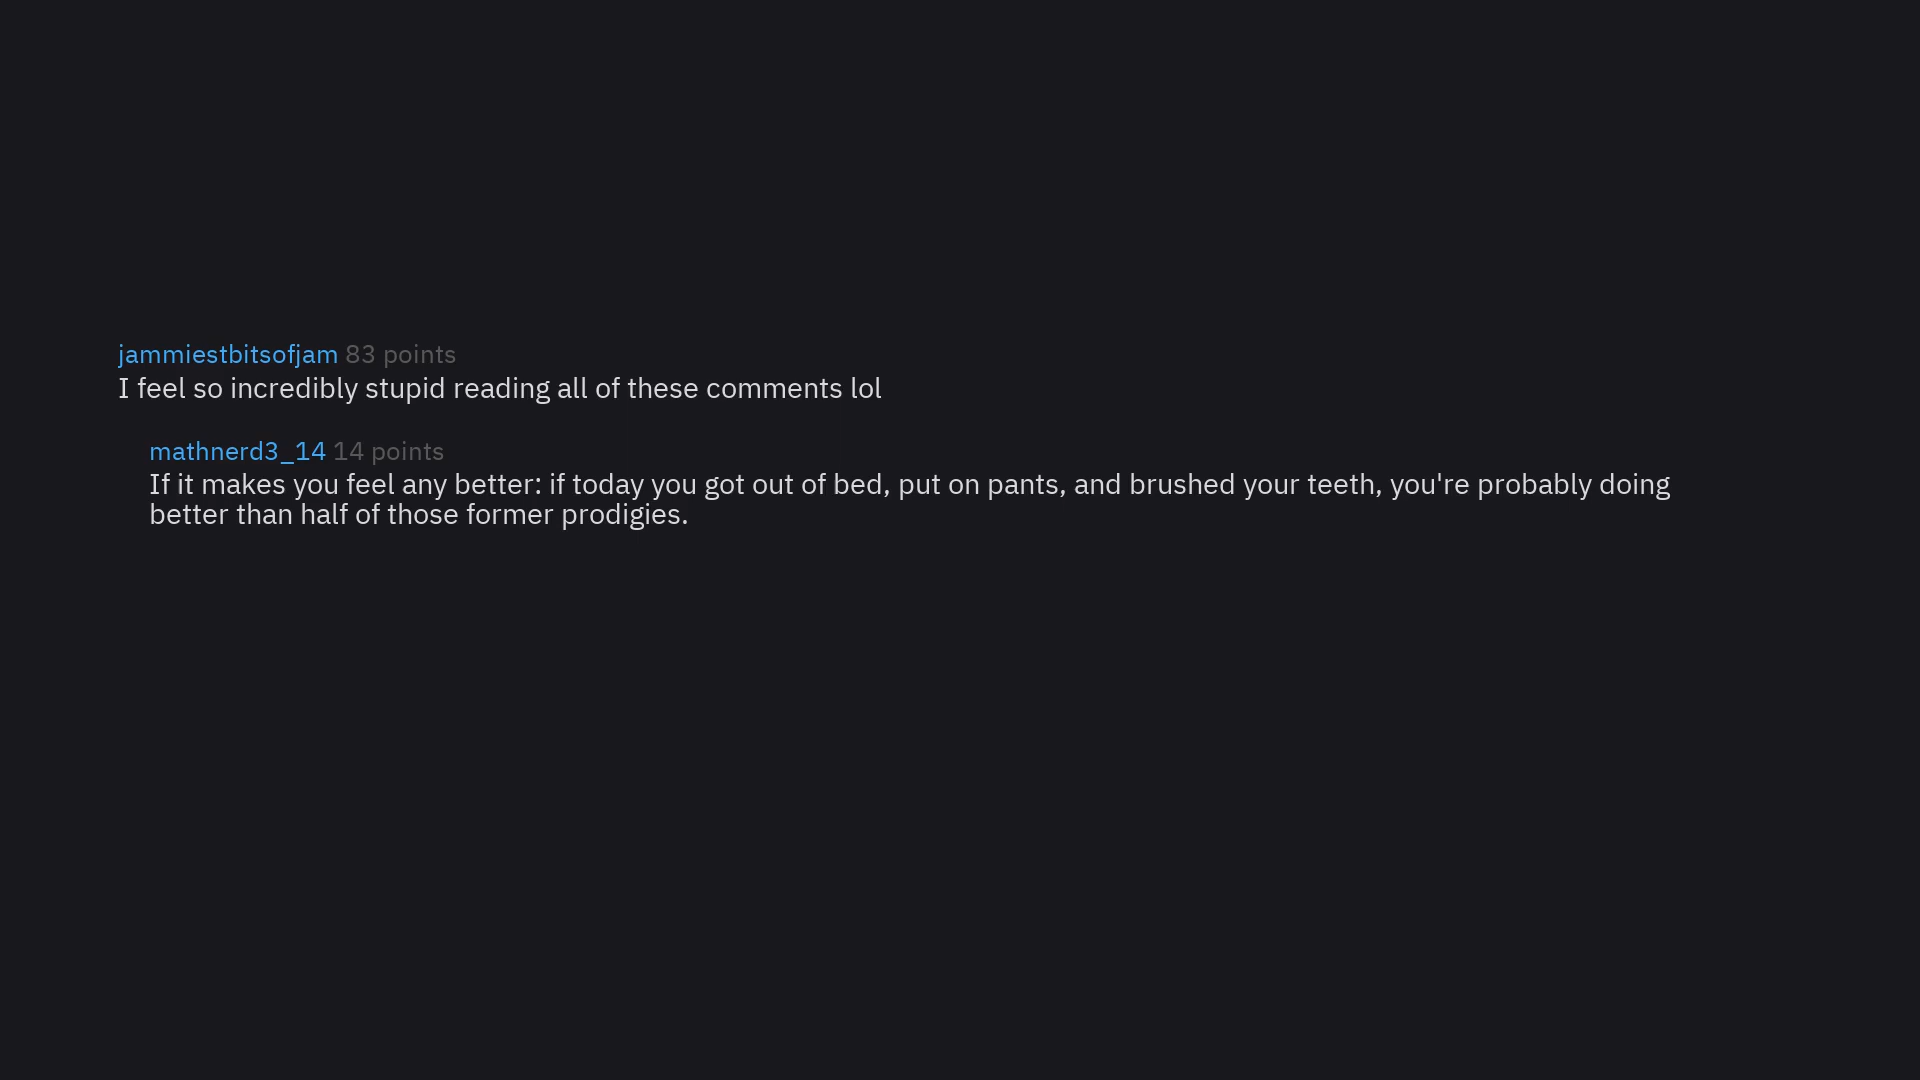 jammiestbitsofjam 83 points
I feel so incredibly stupid reading all of these comments lol
mathnerd3_14 14 points
If it makes you feel any better: if today you got out of bed, put on pants, and brushed your teeth, you're probably doing
better than half of those former prodigies.